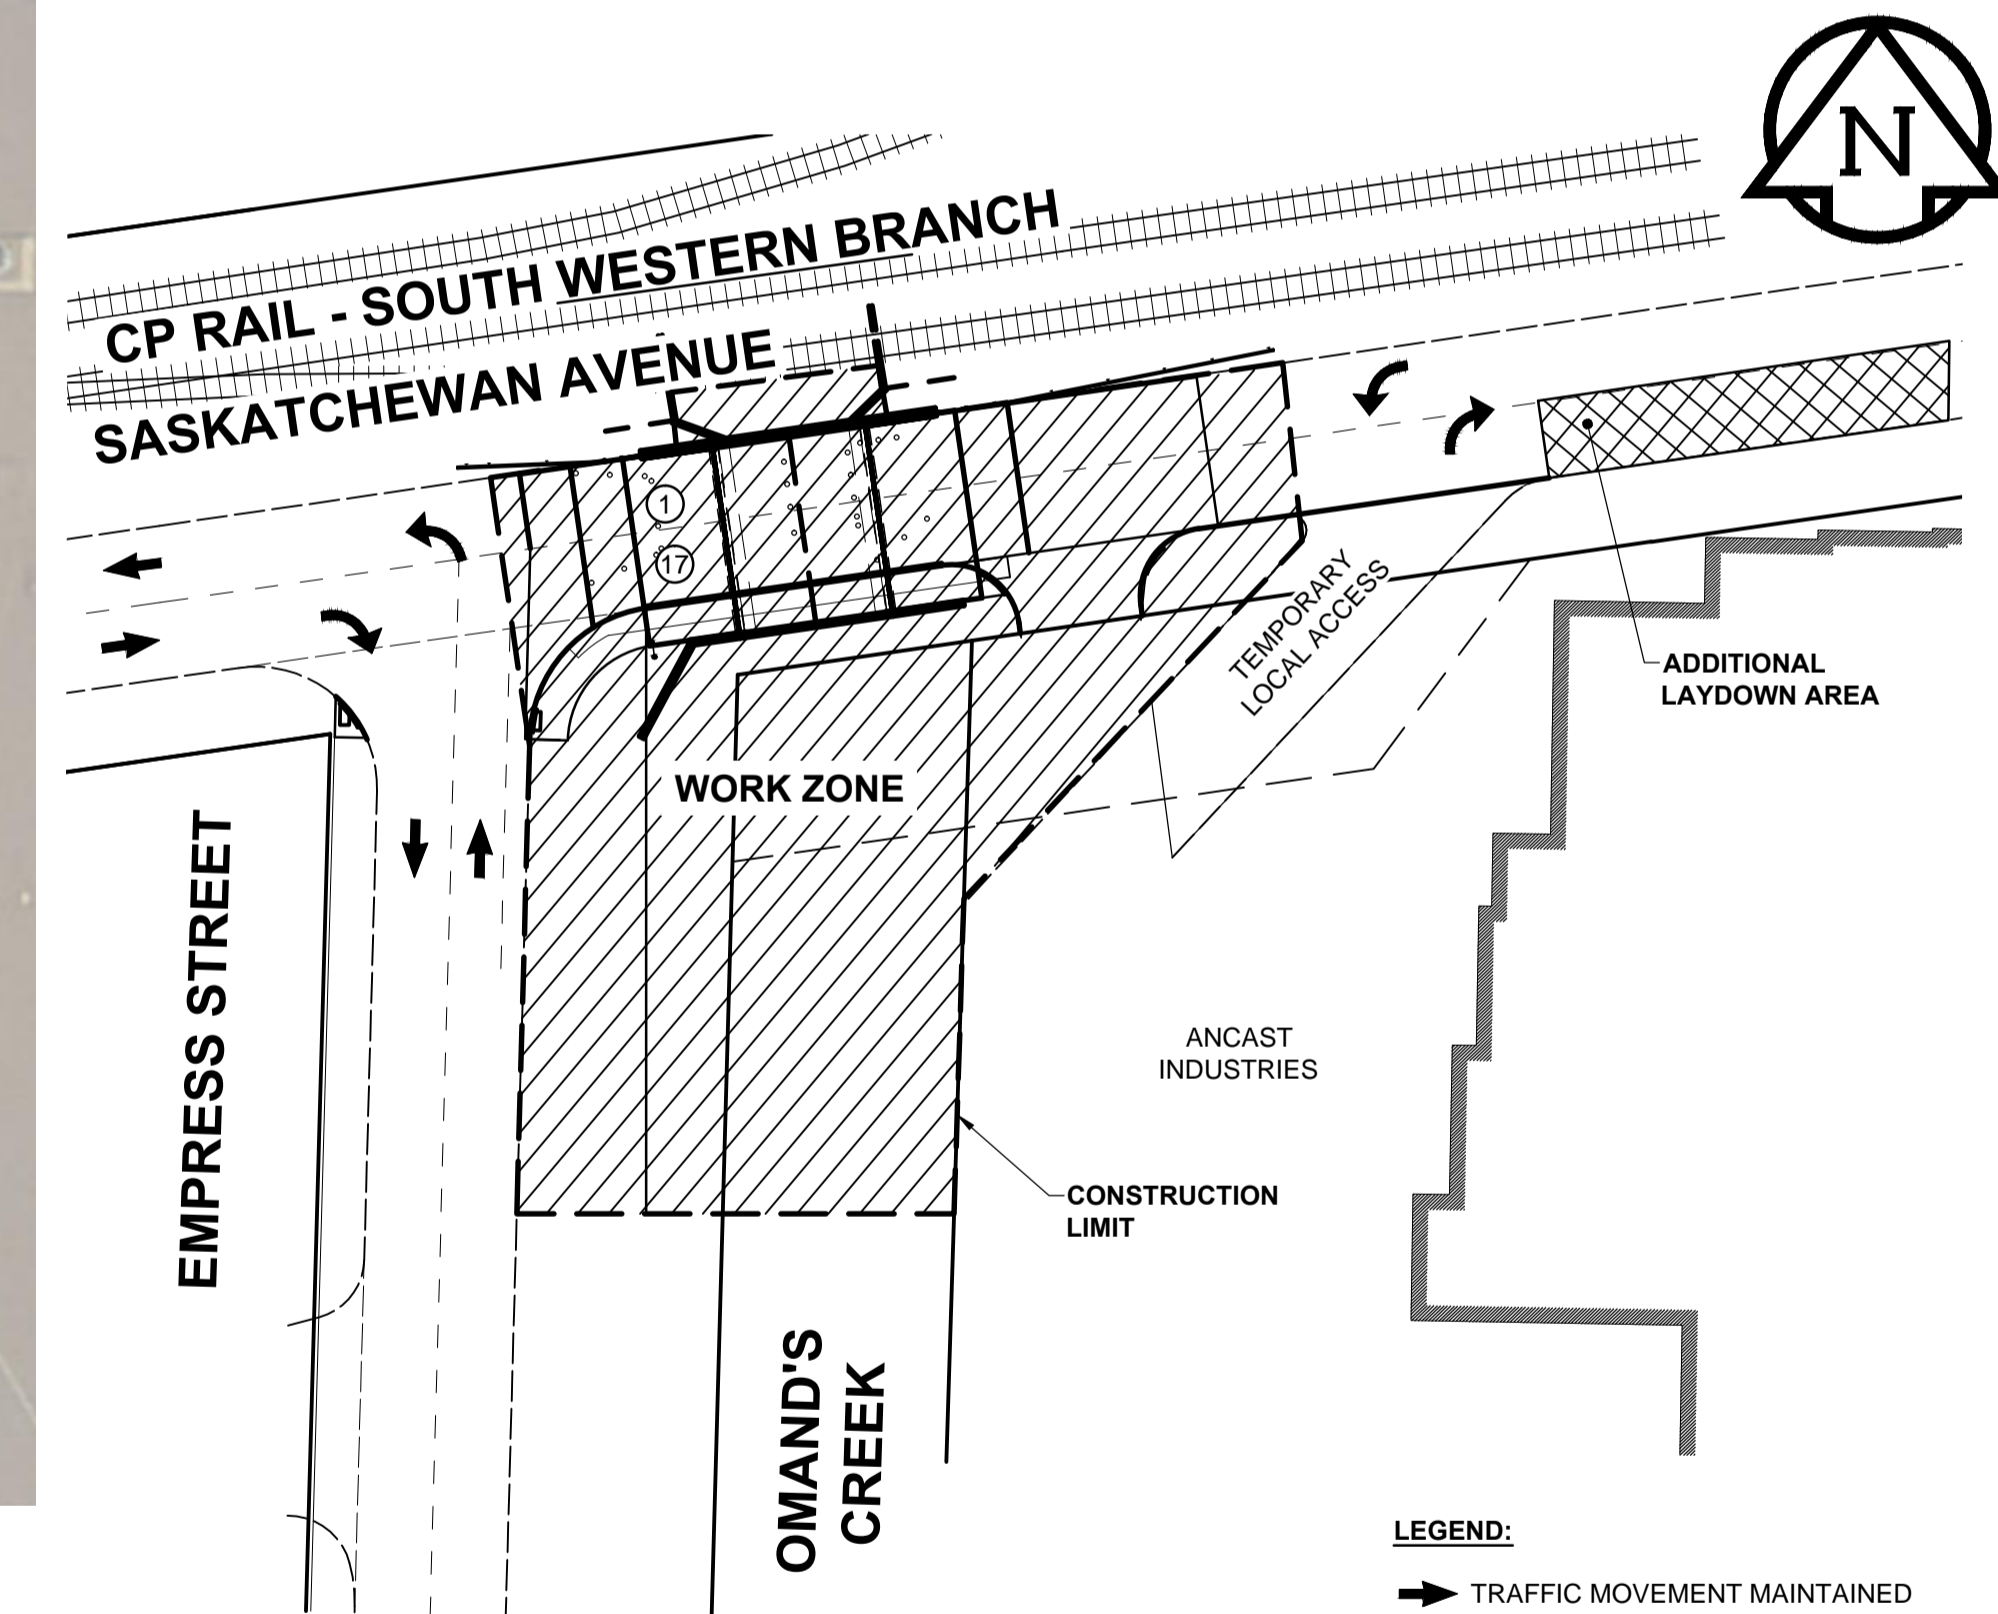 N
CP RAIL - SOUTH WESTERN BRANCH
SASKATCHEWAN AVENUE
1
17
TEMPORARY
LOCAL ACCESS
ADDITIONAL
LAYDOWN AREA
WORK ZONE
EMPRESS STREET
ANCAST
INDUSTRIES
CONSTRUCTION
LIMIT
OMAND'S
CREEK
LEGEND:
TRAFFIC MOVEMENT MAINTAINED